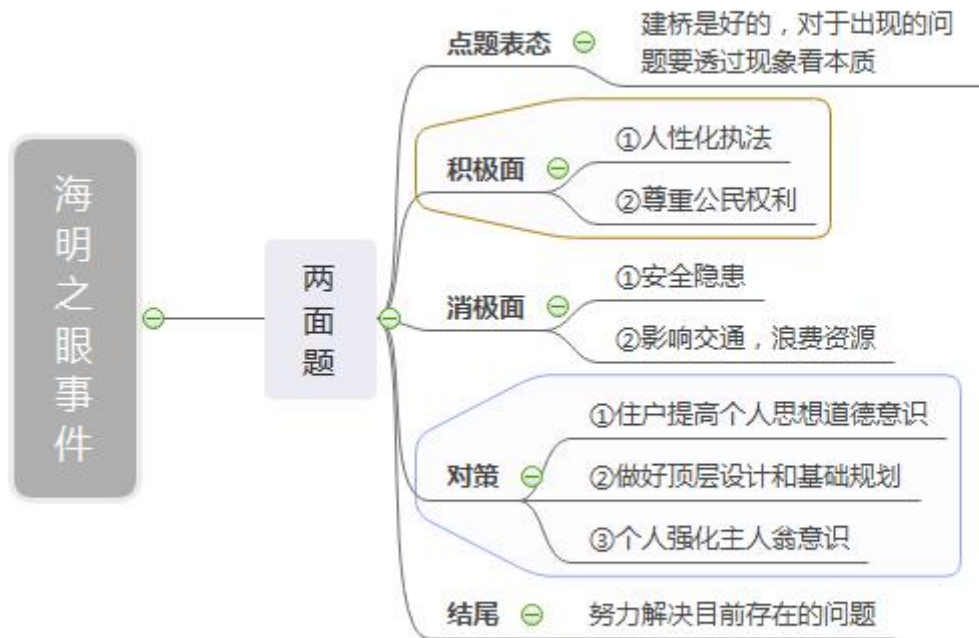 海明之眼事件
两面题
点题表态
建桥是好的，对于出现的问
题要透过现象看本质
积极面
①人性化执法
②尊重公民权利
消极面
①安全隐患
②影响交通，浪费资源
对策
①住户提高个人思想道德意识
②做好顶层设计和基础规划
③个人强化主人翁意识
结尾
努力解决目前存在的问题